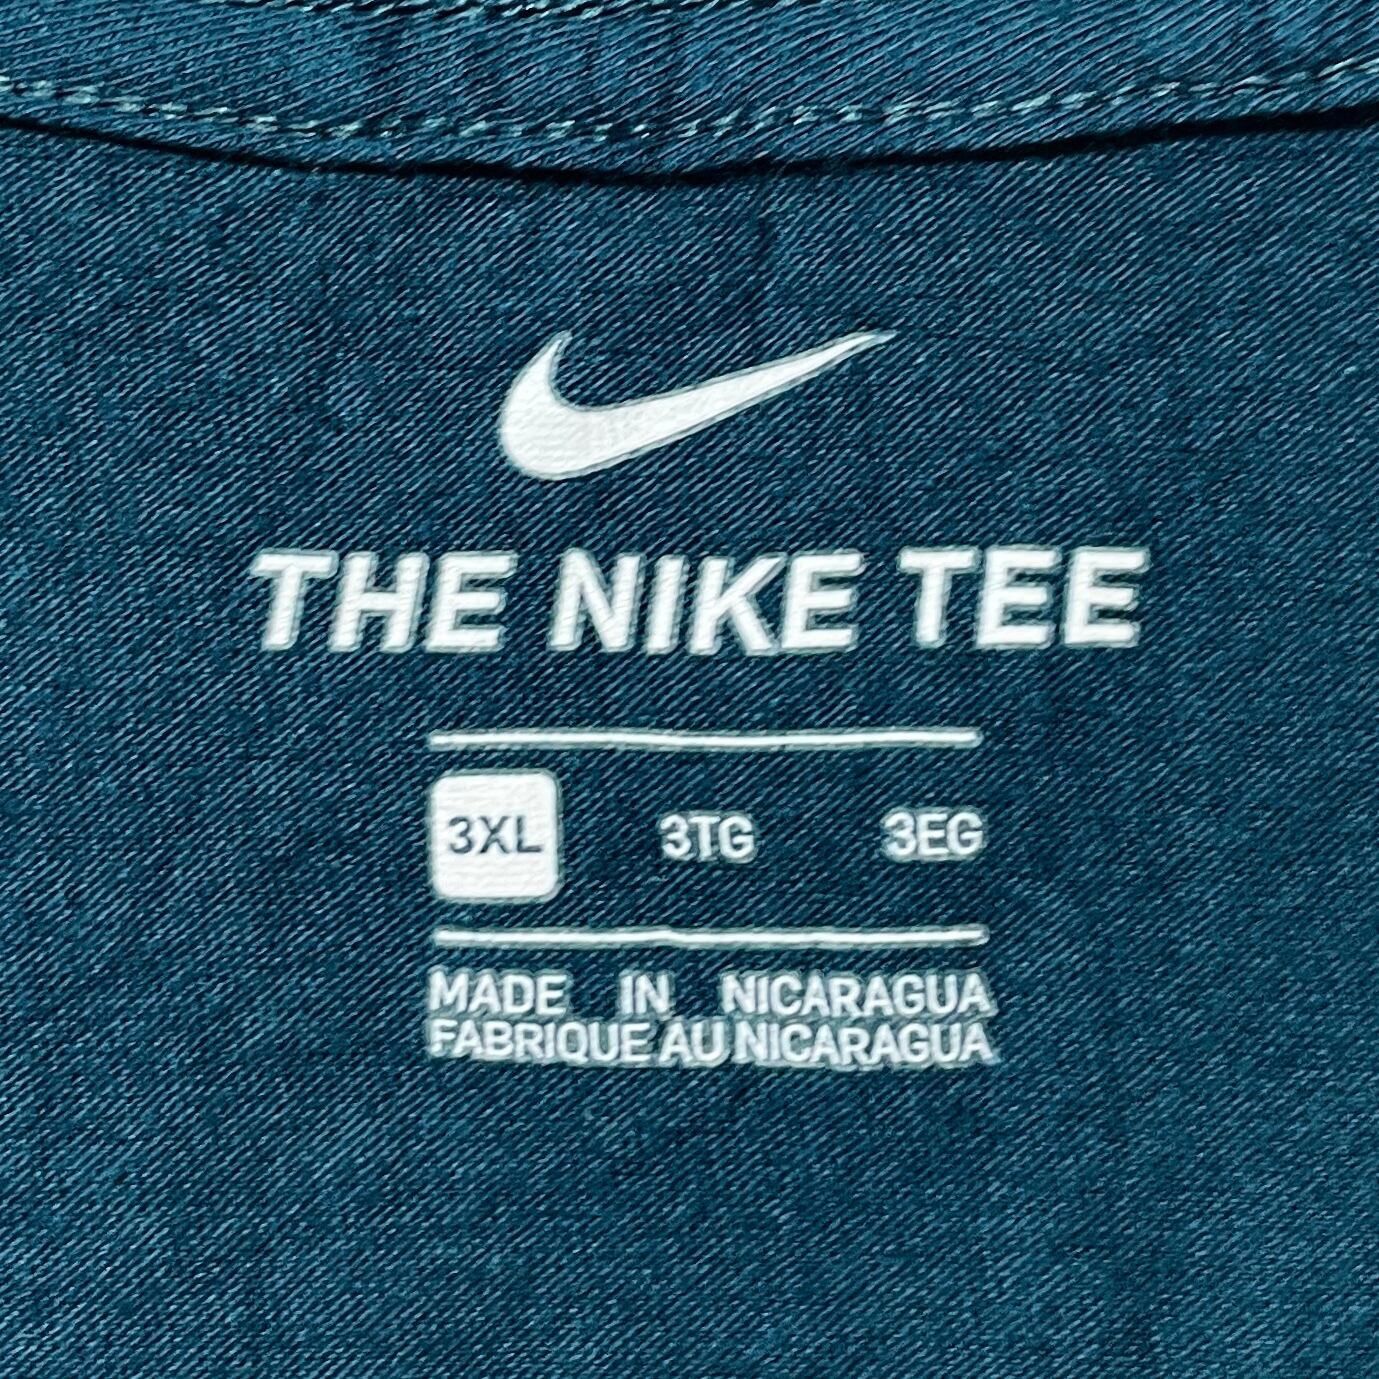 THE NIKE TEE
3XL 3TG 3EG
MADE IN NICARAGUA
FABRIQUE AU NICARAGUA